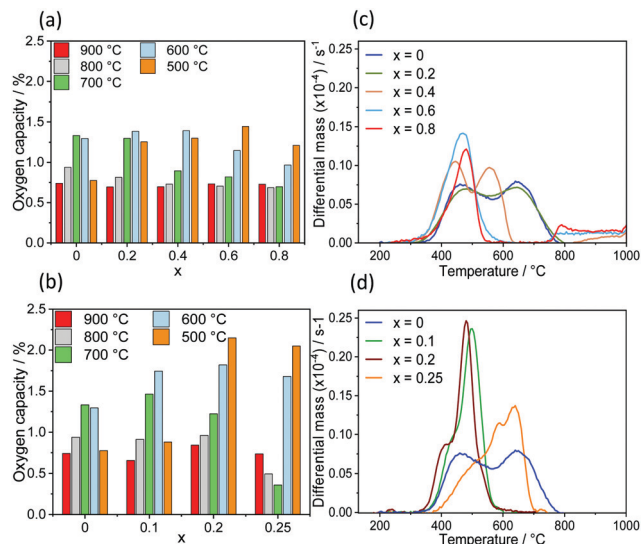 (a)
900 °C
600 °C
800 °C
500 °C
700 °C
Oxygen capacity / %
2.5
2.0
1.5
1.0
0.5
0.0
0
0.2
0.4
0.6
0.8
x
(c)
x = 0
x = 0.2
x = 0.4
x = 0.6
x = 0.8
Differential mass (x10⁻⁴) / s⁻¹
0.25
0.20
0.15
0.10
0.05
0.00
200
400
600
800
1000
Temperature / °C
(b)
900 °C
600 °C
800 °C
500 °C
700 °C
Oxygen capacity / %
2.5
2.0
1.5
1.0
0.5
0.0
0
0.1
0.2
0.25
x
(d)
x = 0
x = 0.1
x = 0.2
x = 0.25
Differential mass (x10⁻⁴) / s-1
0.25
0.20
0.15
0.10
0.05
0.00
200
400
600
800
1000
Temperature / °C